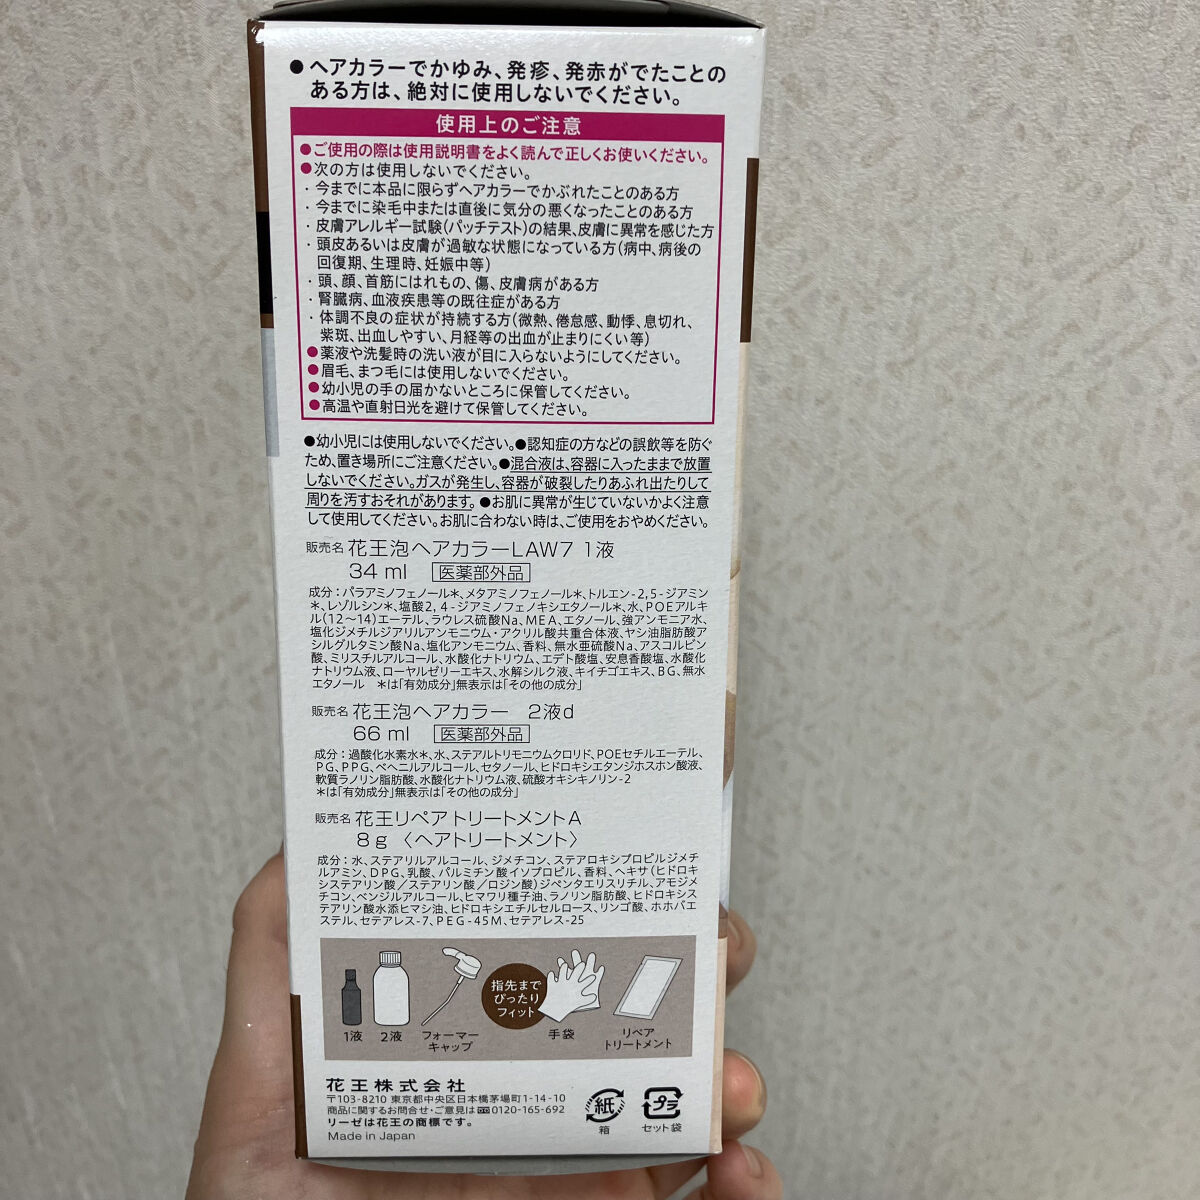 ●ヘアカラーでかゆみ、発疹、発赤がでたことの
ある方は、絶対に使用しないでください。
使用上のご注意
●ご使用の際は使用説明書をよく読んで正しくお使いください。
●次の方は使用しないでください。
・今までに本品に限らずヘアカラーでかぶれたことのある方
・今までに染毛中または直後に気分の悪くなったことのある方
・皮膚アレルギー試験(パッチテスト)の結果、皮膚に異常を感じた方
・頭皮あるいは皮膚が過敏な状態になっている方(病中、病後の
回復期、生理時、妊娠中等)
・頭、顔、首筋にはれもの、傷、皮膚病がある方
・腎臓病、血液疾患等の既往症がある方
・体調不良の症状が持続する方(微熱、倦怠感、動悸、息切れ、
紫斑、出血しやすい、月経等の出血が止まりにくい等)
●薬液や洗髪時の洗い液が目に入らないようにしてください。
●眉毛、まつ毛には使用しないでください。
●幼小児の手の届かないところに保管してください。
●高温や直射日光を避けて保管してください。
●幼小児には使用しないでください。●認知症の方などの誤飲等を防ぐ
ため、置き場所にご注意ください。●混合液は、容器に入ったままで放置
しないでください。ガスが発生し、容器が破裂したりあふれ出たりして
周りを汚すおそれがあります。●お肌に異常が生じていないかよく注意
して使用してください。お肌に合わない時は、ご使用をおやめください。
販売名 花王泡ヘアカラーLAW7 1液
34 ml 医薬部外品
成分：パラアミノフェノール＊、メタアミノフェノール＊、トルエン-2,5-ジアミン
＊、レゾルシン＊、塩酸2,4-ジアミノフェノキシエタノール＊、水、POEアルキ
ル(12〜14)エーテル、ラウレス硫酸Na、MEA、エタノール、強アンモニア水、
塩化ジメチルジアリルアンモニウム・アクリル酸共重合体液、ヤシ油脂肪酸ア
シルグルタミン酸Na、塩化アンモニウム、香料、無水亜硫酸Na、アスコルビン
酸、ミリスチルアルコール、水酸化ナトリウム、エデト酸塩、安息香酸塩、水酸化
ナトリウム液、ローヤルゼリーエキス、水解シルク液、キイチゴエキス、BG、無水
エタノール　＊は「有効成分」無表示は「その他の成分」
販売名 花王泡ヘアカラー　2液d
66 ml 医薬部外品
成分：過酸化水素水＊、水、ステアルトリモニウムクロリド、POEセチルエーテル、
PG、PPG、ベヘニルアルコール、セタノール、ヒドロキシエタンジホスホン酸液、
軟質ラノリン脂肪酸、水酸化ナトリウム液、硫酸オキシキノリン-2
＊は「有効成分」無表示は「その他の成分」
販売名 花王リペアトリートメントA
8g〈ヘアトリートメント〉
成分：水、ステアリルアルコール、ジメチコン、ステアロキシプロピルジメチ
ルアミン、DPG、乳酸、パルミチン酸イソプロピル、香料、ヘキサ(ヒドロキ
システアリン酸／ステアリン酸／ロジン酸)ジペンタエリスリチル、アモジメ
チコン、ベンジルアルコール、ヒマワリ種子油、ラノリン脂肪酸、ヒドロキシス
テアリン酸水添ヒマシ油、ヒドロキシエチルセルロース、リンゴ酸、ホホバエ
ステル、セテアレス-7、PEG-45M、セテアレス-25
指先まで
ぴったり
フィット
1液 2液 フォーマー
キャップ
手袋
リペア
トリートメント
花王株式会社
〒103-8210 東京都中央区日本橋茅場町1-14-10
商品に関するお問合せ・ご意見は 0120-165-692
リーゼは花王の商標です。
Made in Japan
紙
箱
プラ
セット袋